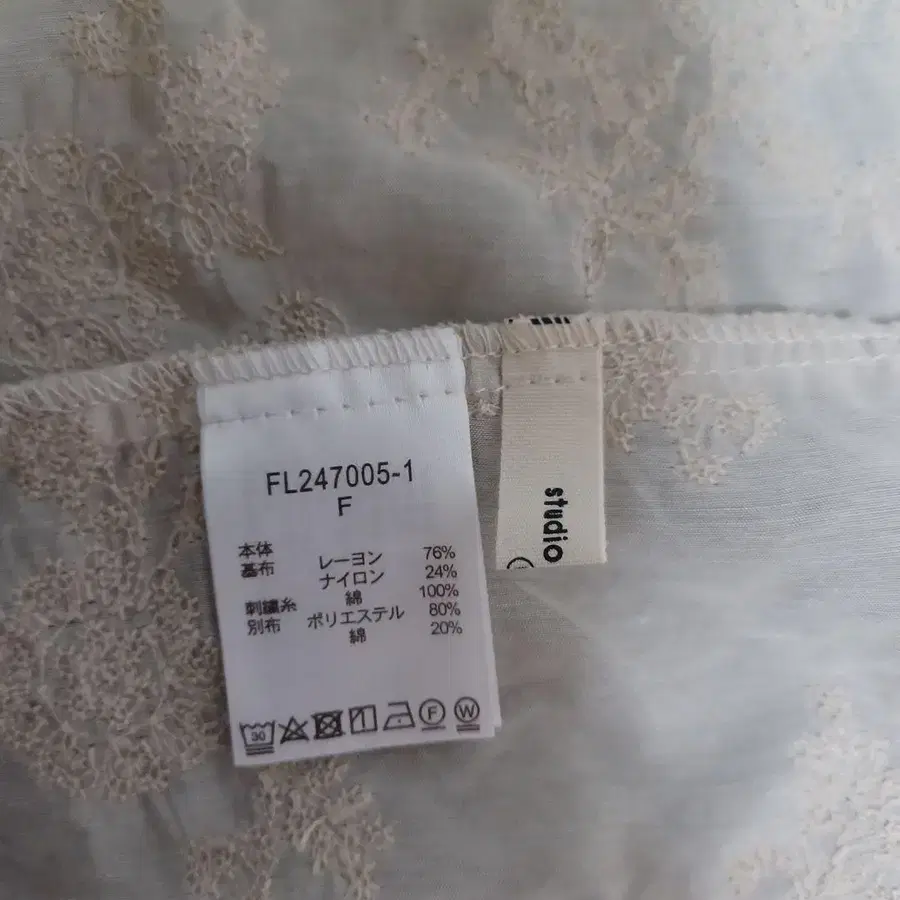 FL247005-1
F
本体
基布 レーヨン 76%
ナイロン 24%
刺繍糸 綿 100%
別布 ポリエステル 80%
綿 20%
30
F
W
studio